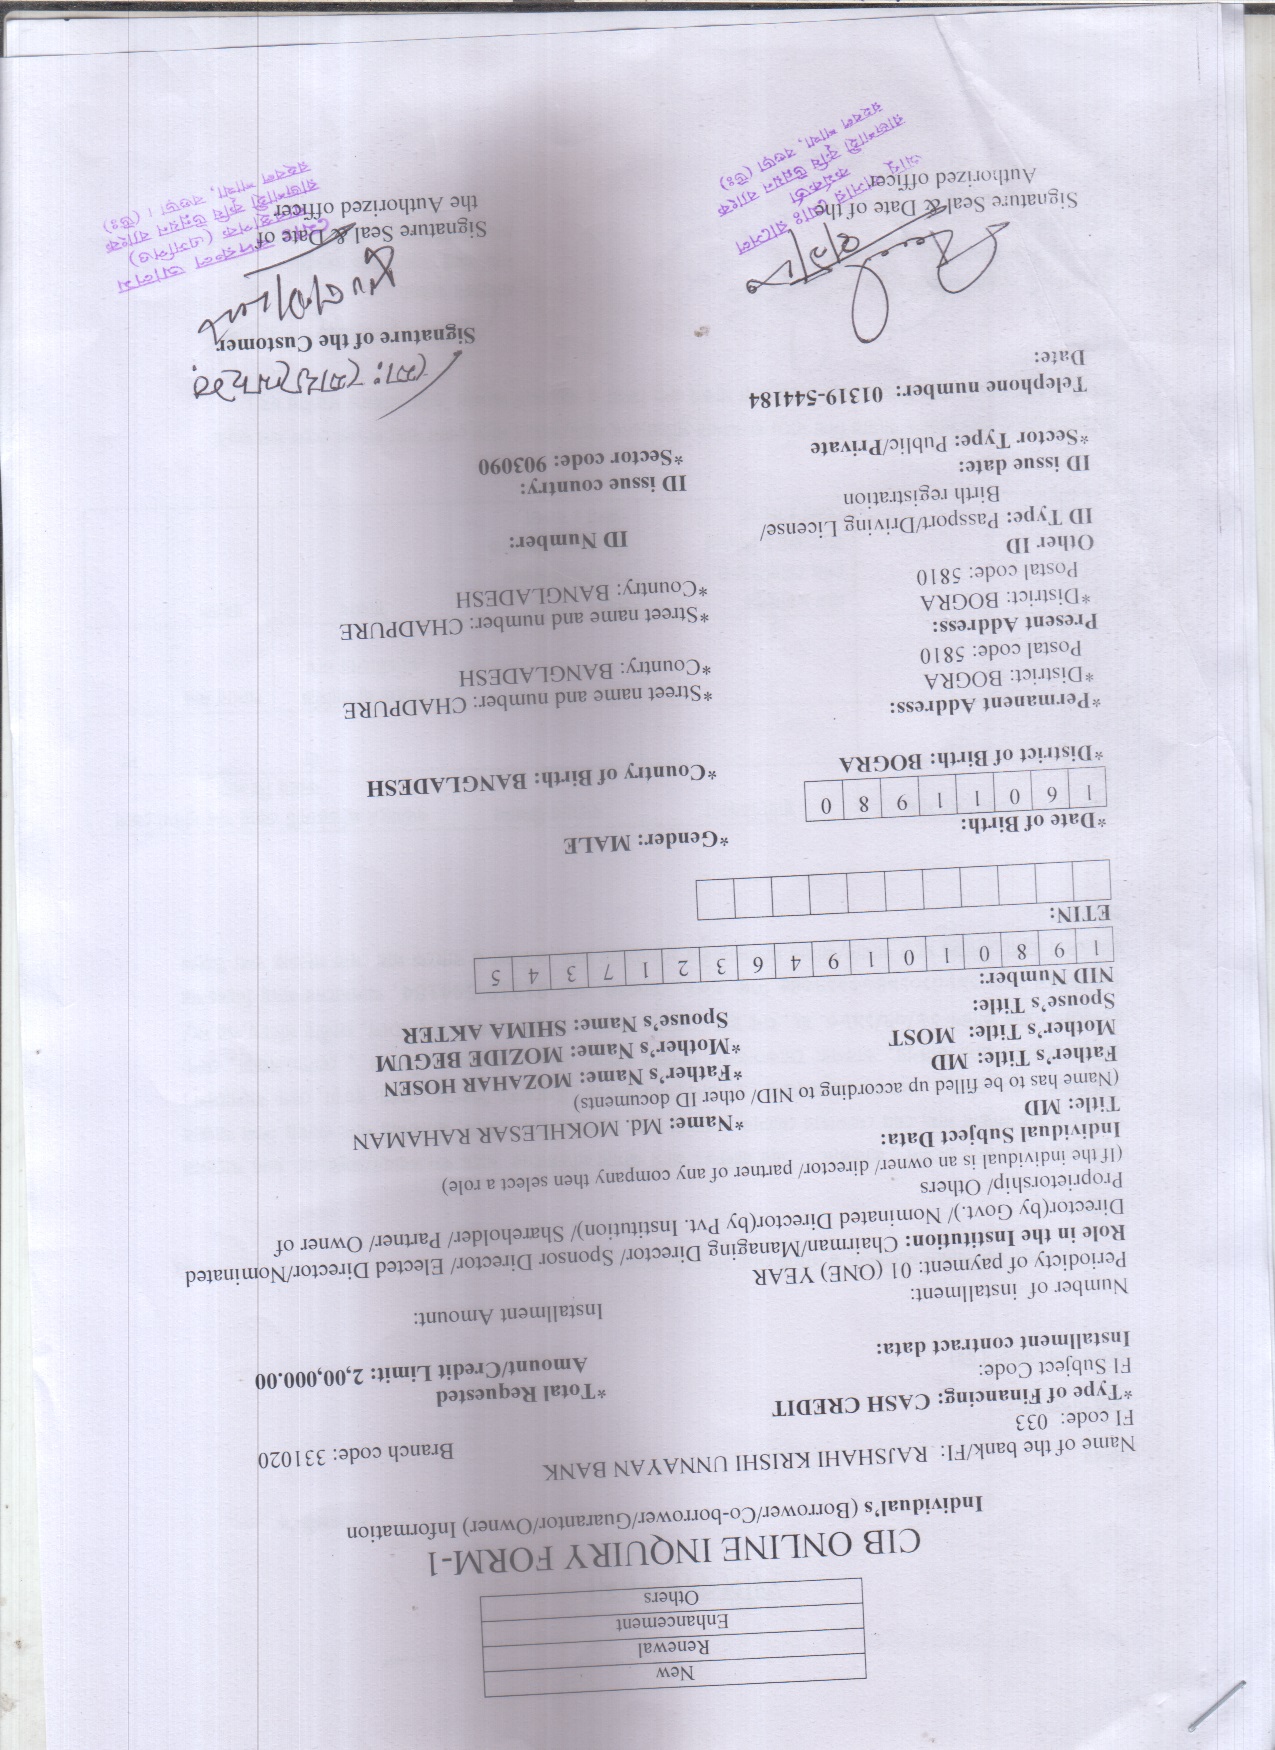 New
Renewal
Enhancement
Others
CIB ONLINE INQUIRY FORM-1
Individual's (Borrower/Co-borrower/Guarantor/Owner) Information
Name of the bank/FI: RAJSHAHI KRISHI UNNAYAN BANK
FI code: 033 Branch code: 331020
*Type of Financing: CASH CREDIT *Total Requested
FI Subject Code: Amount/Credit Limit: 2,00,000.00
Installment contract data:
Number of installment: Installment Amount:
Periodicty of payment: 01 (ONE) YEAR
Role in the Institution: Chairman/Managing Director/ Sponsor Director/ Elected Director/Nominated
Director(by Govt.)/ Nominated Director(by Pvt. Institution)/ Shareholder/ Partner/ Owner of
Proprietorship/ Others
(If the individual is an owner/ director/ partner of any company then select a role)
Individual Subject Data:
Title: MD *Name: Md. MOKHLESAR RAHAMAN
(Name has to be filled up according to NID/ other ID documents)
Father's Title: MD *Father's Name: MOZAHAR HOSEN
Mother's Title: MOST *Mother's Name: MOZIDE BEGUM
Spouse's Title: Spouse's Name: SHIMA AKTER
NID Number:
1 9 8 0 1 0 1 9 4 6 3 2 1 7 3 4 5
ETIN:
*Date of Birth: *Gender: MALE
1 6 0 1 1 9 8 0
*District of Birth: BOGRA *Country of Birth: BANGLADESH
*Permanent Address: *Street name and number: CHADPURE
*District: BOGRA *Country: BANGLADESH
Postal code: 5810
Present Address: *Street name and number: CHADPURE
*District: BOGRA *Country: BANGLADESH
Postal code: 5810
Other ID
ID Type: Passport/Driving License/ ID Number:
Birth registration
ID issue date: ID issue country:
*Sector Type: Public/Private *Sector code: 903090
Telephone number: 01319-544184
Date:
মো: মোখলেছার
Signature of the Customer
Signature Seal & Date of the Authorized officer
আবু নাসার মোঃ রাসেল
কর্মকর্তা
রাজশাহী কৃষি উন্নয়ন ব্যাংক
রহবল শাখা, বগুড়া (উঃ)
Signature Seal & Date of
the Authorized officer
মোঃ বদরুল আলম
ব্যবস্থাপক (এসপিও)
রাজশাহী কৃষি উন্নয়ন ব্যাংক
রহবল শাখা, বগুড়া। (উঃ)